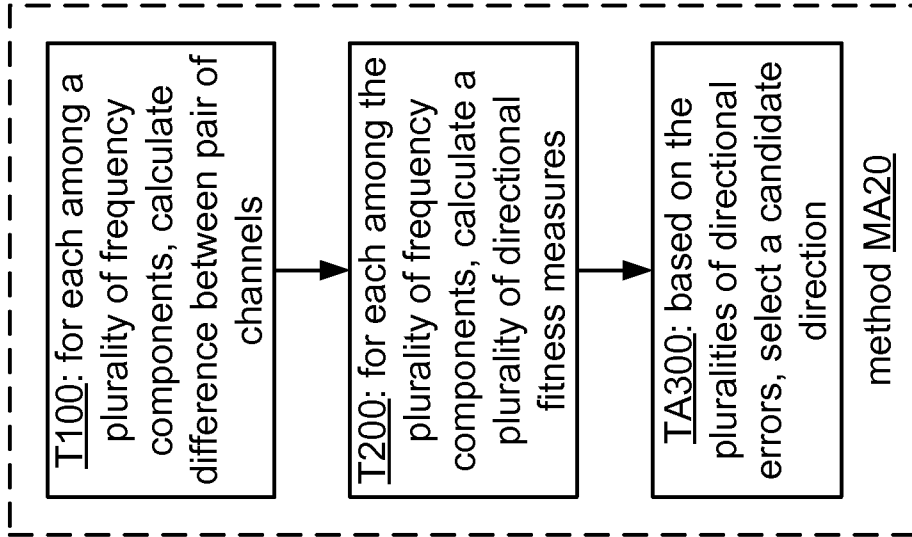 T100: for each among a
plurality of frequency
components, calculate
difference between pair of
channels
T200: for each among the
plurality of frequency
components, calculate a
plurality of directional
fitness measures
TA300: based on the
pluralities of directional
errors, select a candidate
direction
method MA20